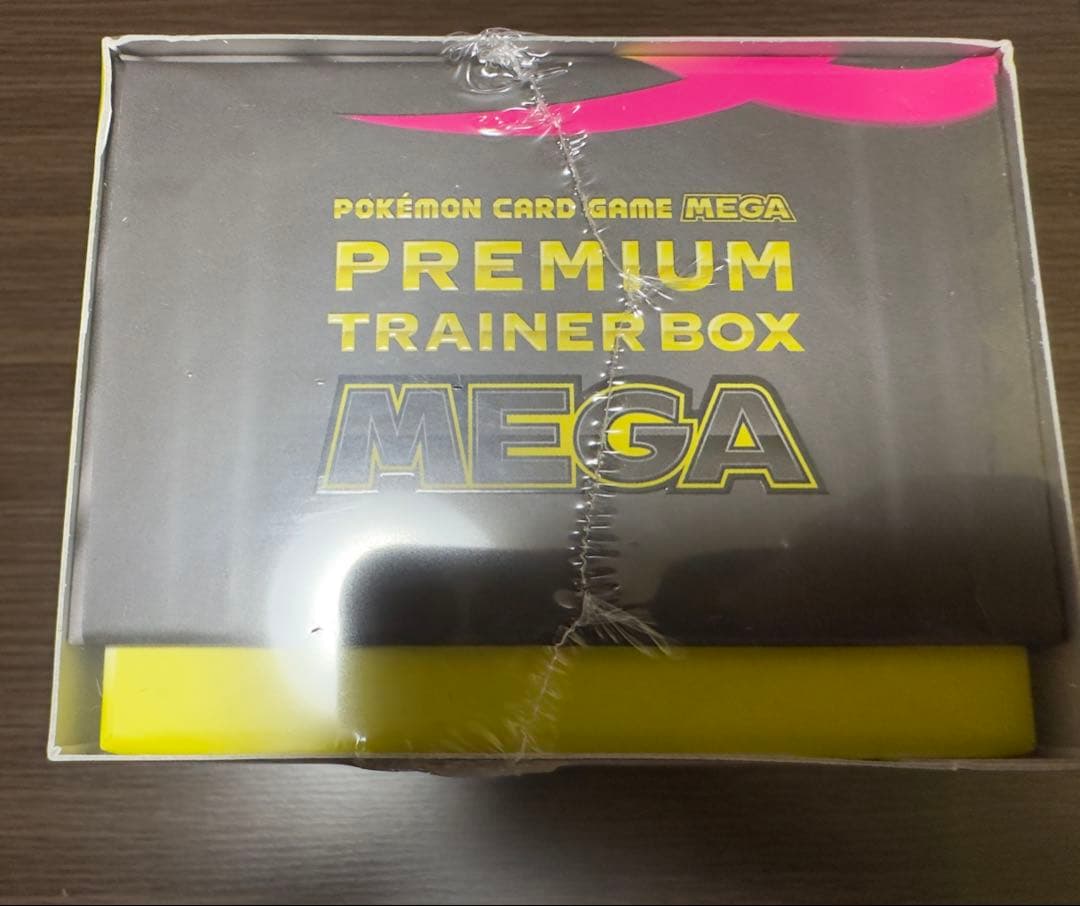 POKÉMON CARD GAME MEGA
PREMIUM
TRAINER BOX
MEGA